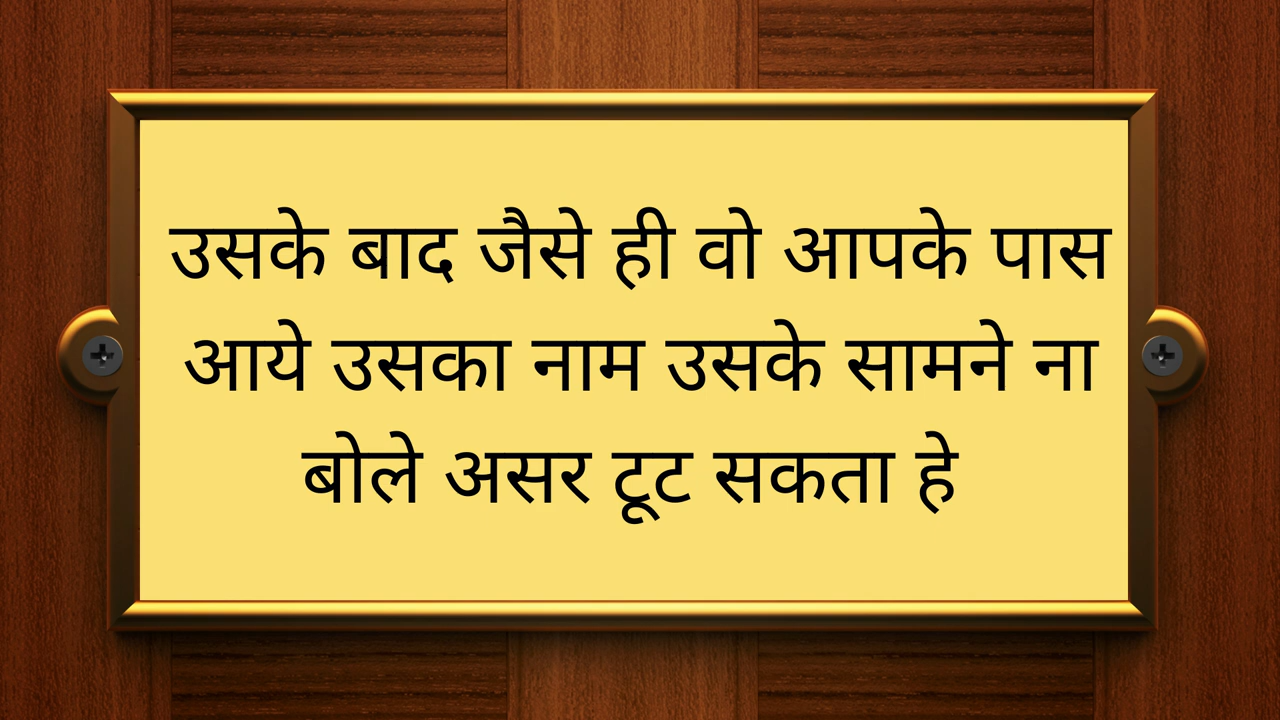 उसके बाद जैसे ही वो आपके पास
आये उसका नाम उसके सामने ना
बोले असर टूट सकता हे